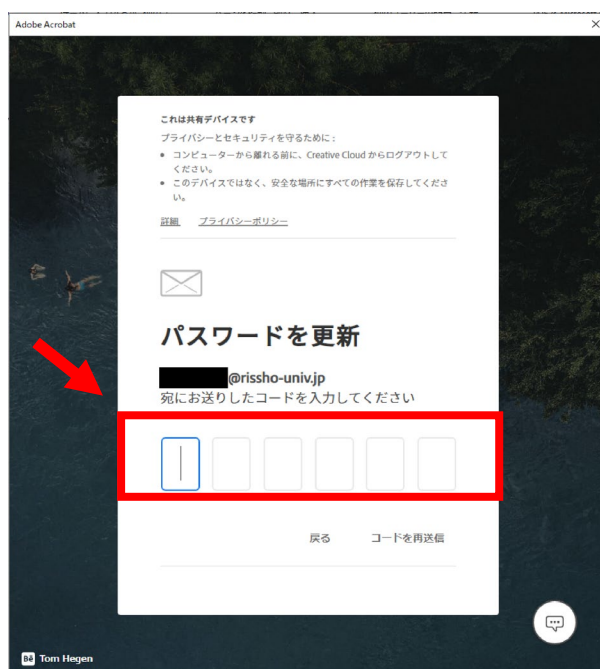 Adobe Acrobat
これは共有デバイスです
プライバシーとセキュリティを守るために :
• コンピューターから離れる前に、Creative Cloud からログアウトして
ください。
• このデバイスではなく、安全な場所にすべての作業を保存してくださ
い。
詳細 プライバシーポリシー
パスワードを更新
@rissho-univ.jp
宛にお送りしたコードを入力してください
戻る コードを再送信
Bē Tom Hegen